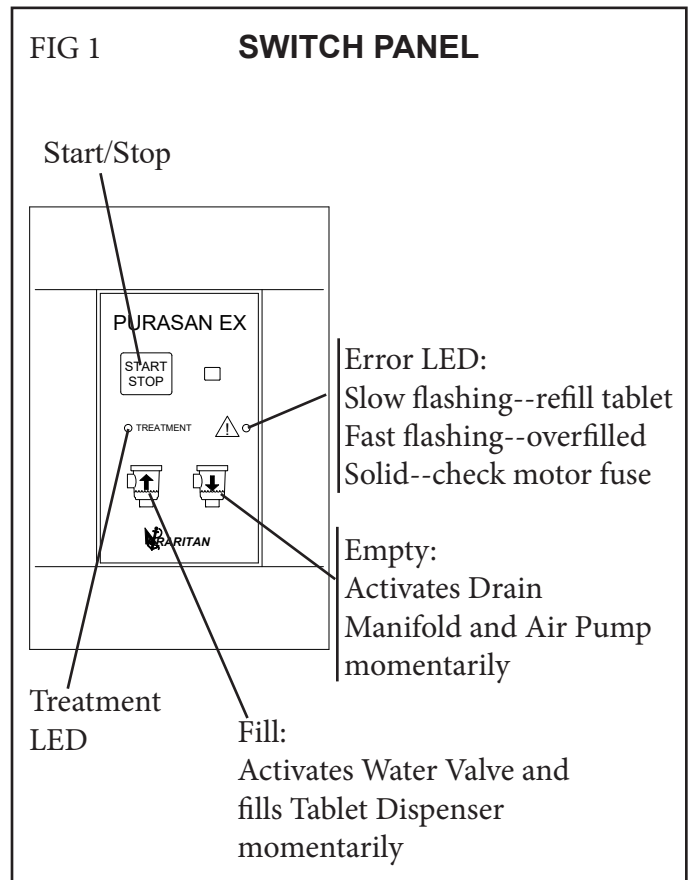 FIG 1 SWITCH PANEL
Start/Stop
PURASAN EX
START
STOP
TREATMENT
RARITAN
Error LED:
Slow flashing--refill tablet
Fast flashing--overfilled
Solid--check motor fuse
Empty:
Activates Drain
Manifold and Air Pump
momentarily
Treatment
LED
Fill:
Activates Water Valve and
fills Tablet Dispenser
momentarily